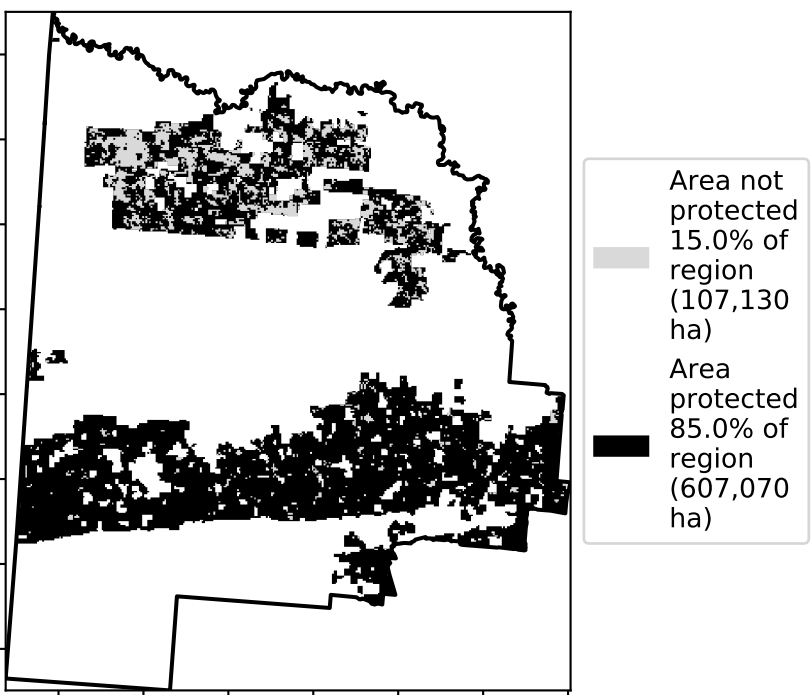 Area not
protected
15.0% of
region
(107,130
ha)
Area
protected
85.0% of
region
(607,070
ha)